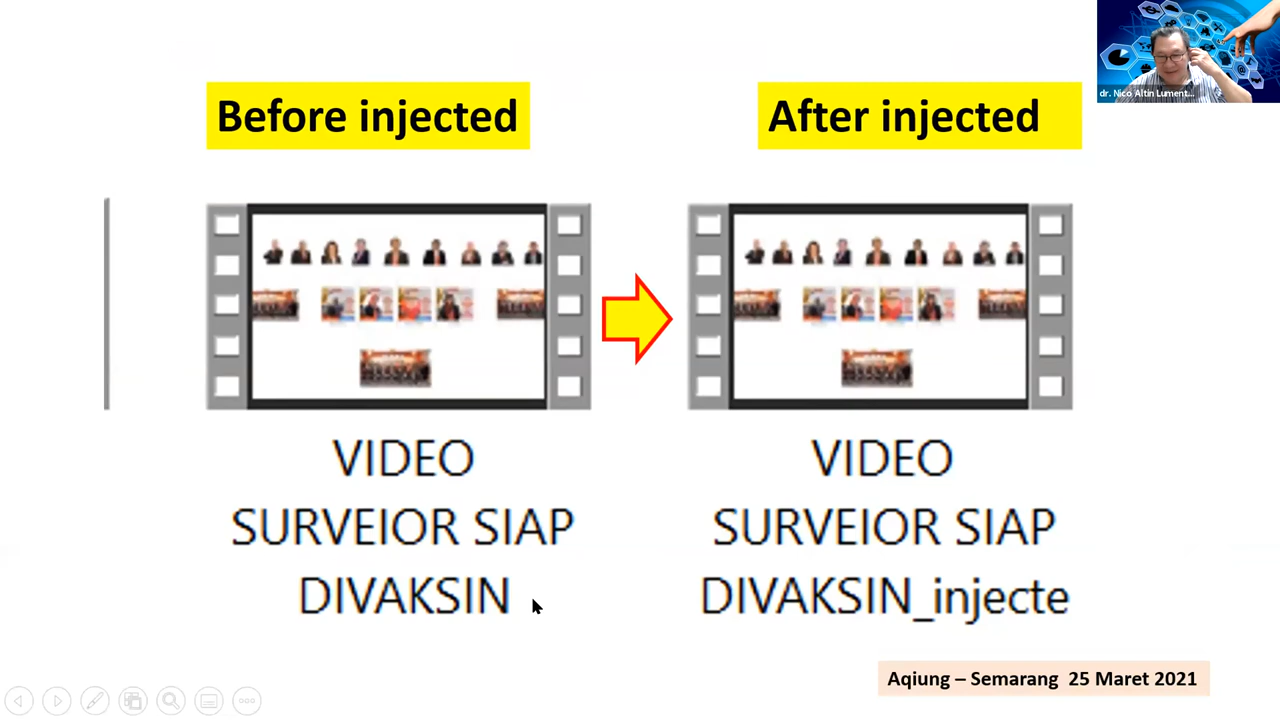 dr. Nico Altin Lument...
Before injected
After injected
VIDEO
SURVEIOR SIAP
DIVAKSIN
VIDEO
SURVEIOR SIAP
DIVAKSIN_injecte
Aqiung – Semarang 25 Maret 2021